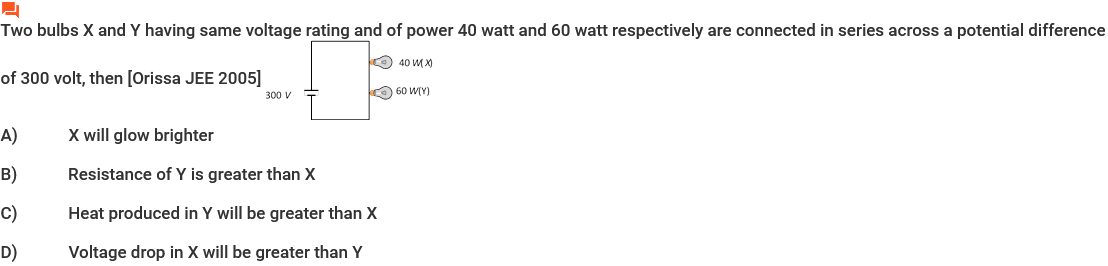 Two bulbs X and Y having same voltage rating and of power 40 watt and 60 watt respectively are connected in series across a potential difference
of 300 volt, then [Orissa JEE 2005]
40 W(X)
60 W(Y)
300 V
A) X will glow brighter
B) Resistance of Y is greater than X
C) Heat produced in Y will be greater than X
D) Voltage drop in X will be greater than Y